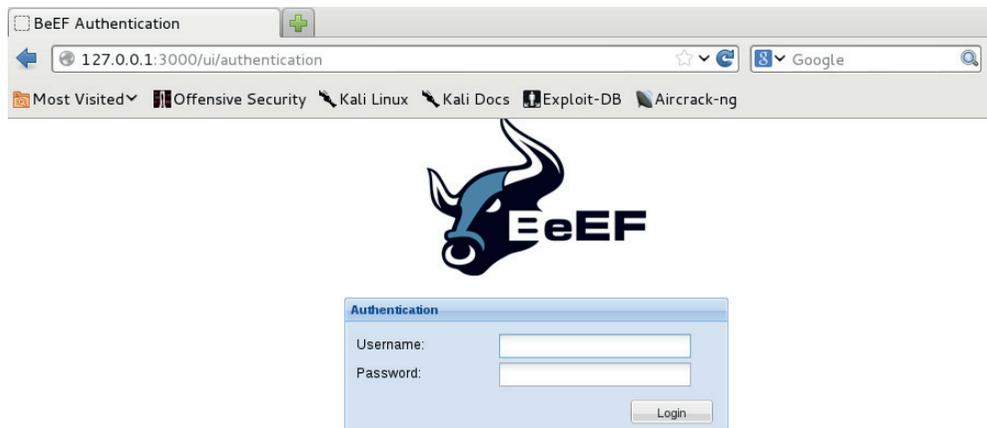 BeEF Authentication
127.0.0.1:3000/ui/authentication
Google
Most Visited Offensive Security Kali Linux Kali Docs Exploit-DB Aircrack-ng
BeEF
Authentication
Username:
Password:
Login